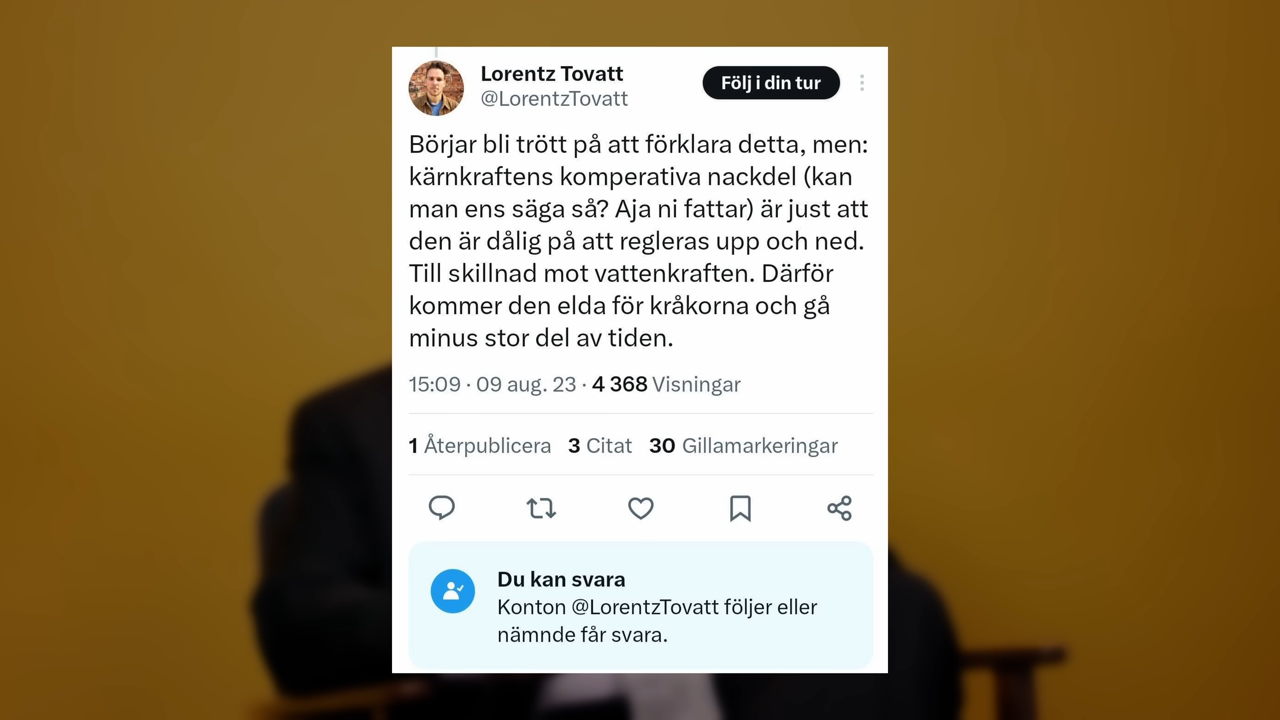 Lorentz Tovatt
@LorentzTovatt
Följ i din tur
Börjar bli trött på att förklara detta, men:
kärnkraftens komperativa nackdel (kan
man ens säga så? Aja ni fattar) är just att
den är dålig på att regleras upp och ned.
Till skillnad mot vattenkraften. Därför
kommer den elda för kråkorna och gå
minus stor del av tiden.
15:09 · 09 aug. 23 · 4 368 Visningar
1 Återpublicera 3 Citat 30 Gillamarkeringar
Du kan svara
Konton @LorentzTovatt följer eller
nämnde får svara.